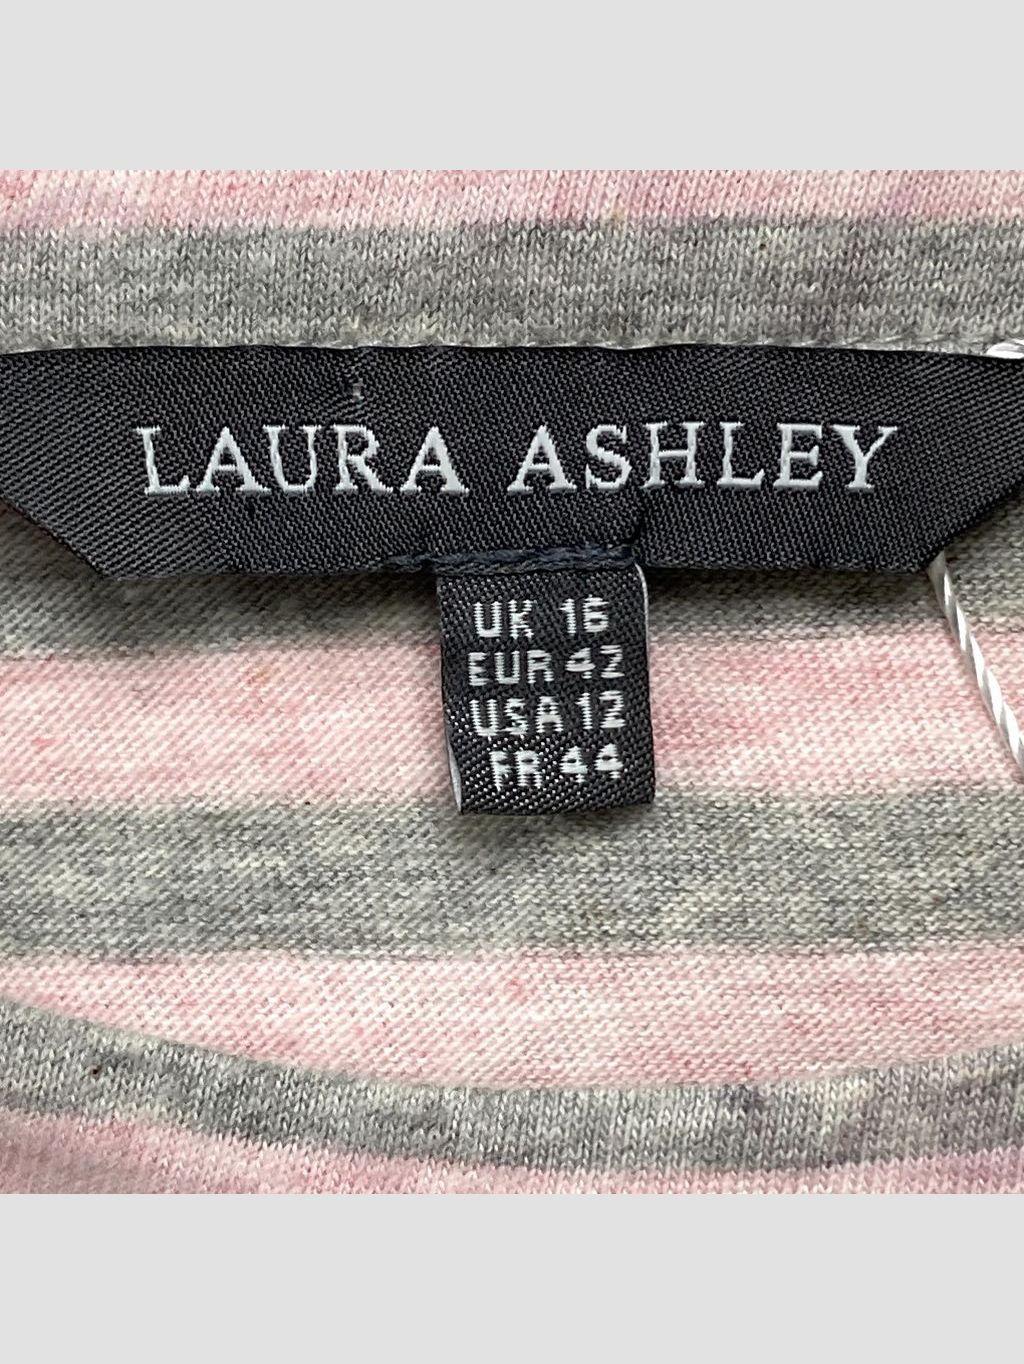 LAURA ASHLEY
UK 16
EUR 42
USA 12
FR 44